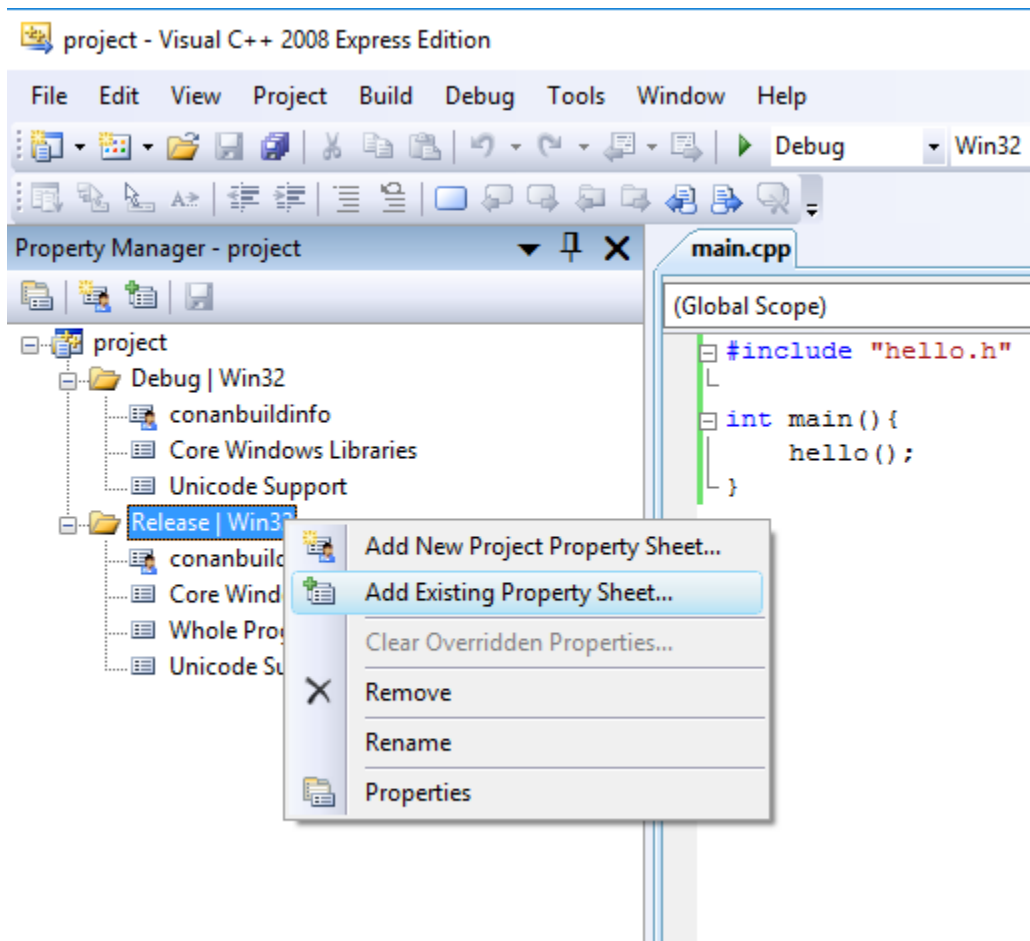 project - Visual C++ 2008 Express Edition
File Edit View Project Build Debug Tools Window Help
Debug Win32
Property Manager - project
main.cpp
(Global Scope)
project
Debug | Win32
conanbuildinfo
Core Windows Libraries
Unicode Support
Release | Win32
conanbuild
Core Wind
Whole Pro
Unicode Su
Add New Project Property Sheet...
Add Existing Property Sheet...
Clear Overridden Properties...
Remove
Rename
Properties
#include "hello.h"
int main(){
hello();
}